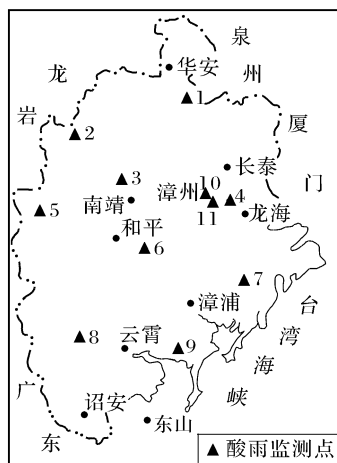 泉
州
龙
岩
华安
1
2
厦
门
长泰
3
南靖
漳州
10
11
4
龙海
5
和平
6
7
漳浦
台
湾
海
峡
8
云霄
9
广
东
诏安
东山
▲酸雨监测点